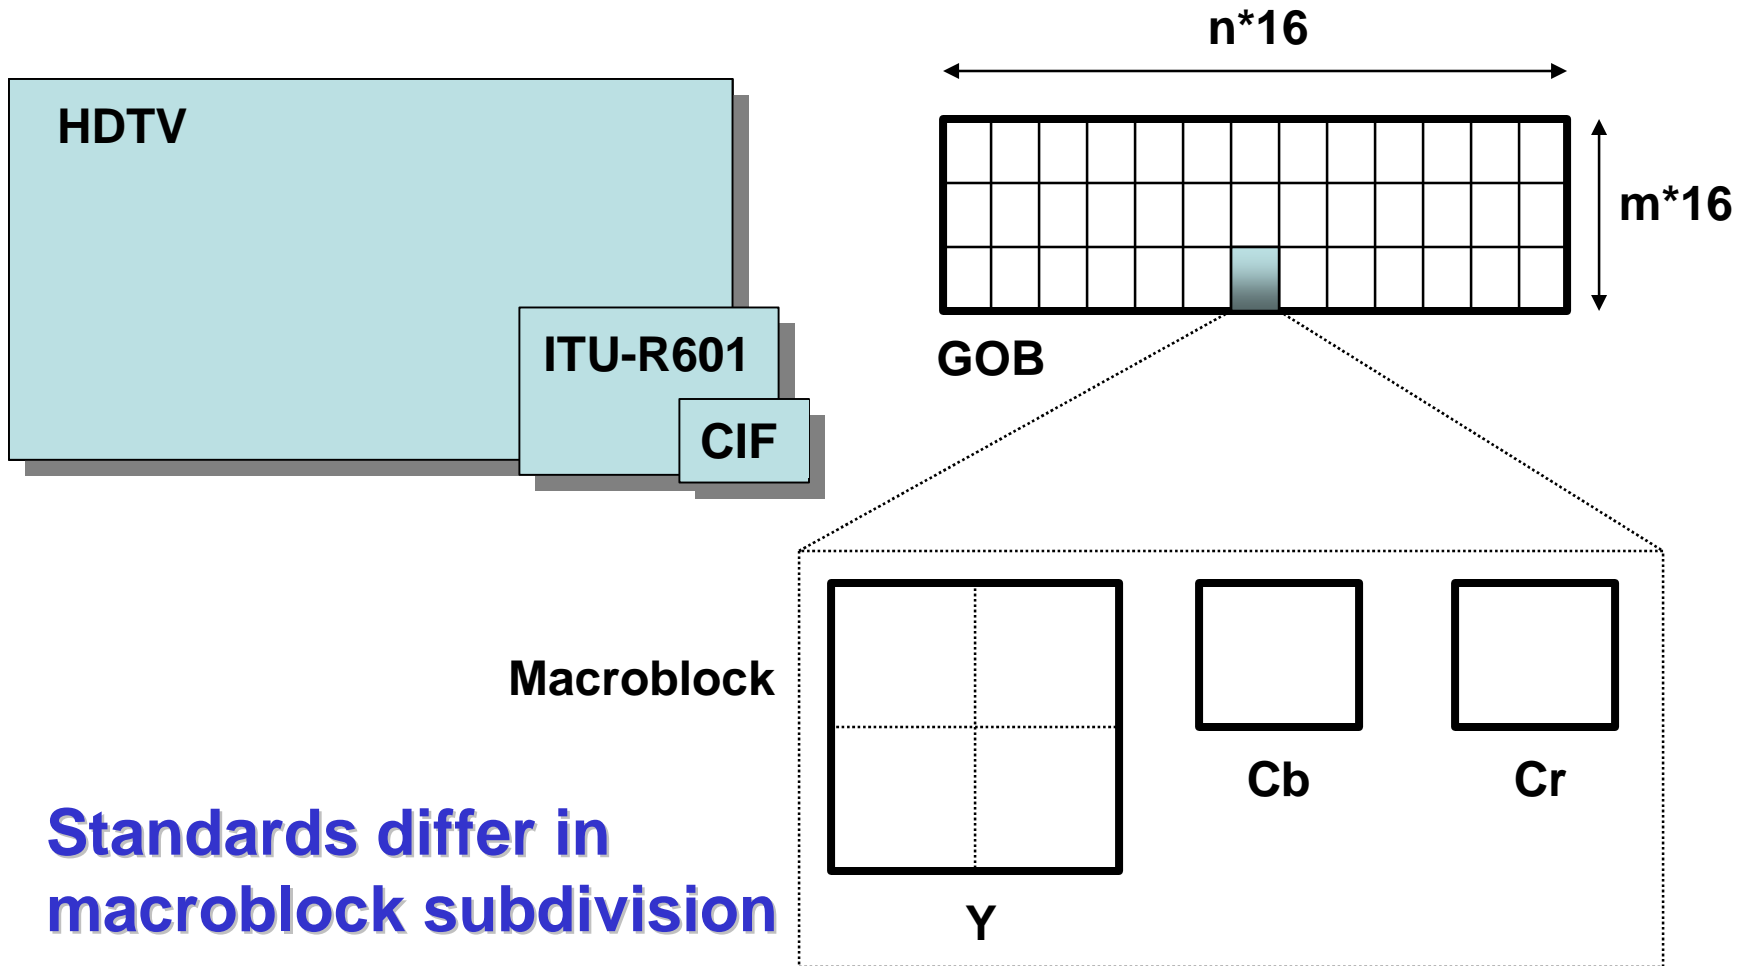 n*16
HDTV
m*16
ITU-R601
GOB
CIF
Macroblock
Cb
Cr
Standards differ in
macroblock subdivision
Y